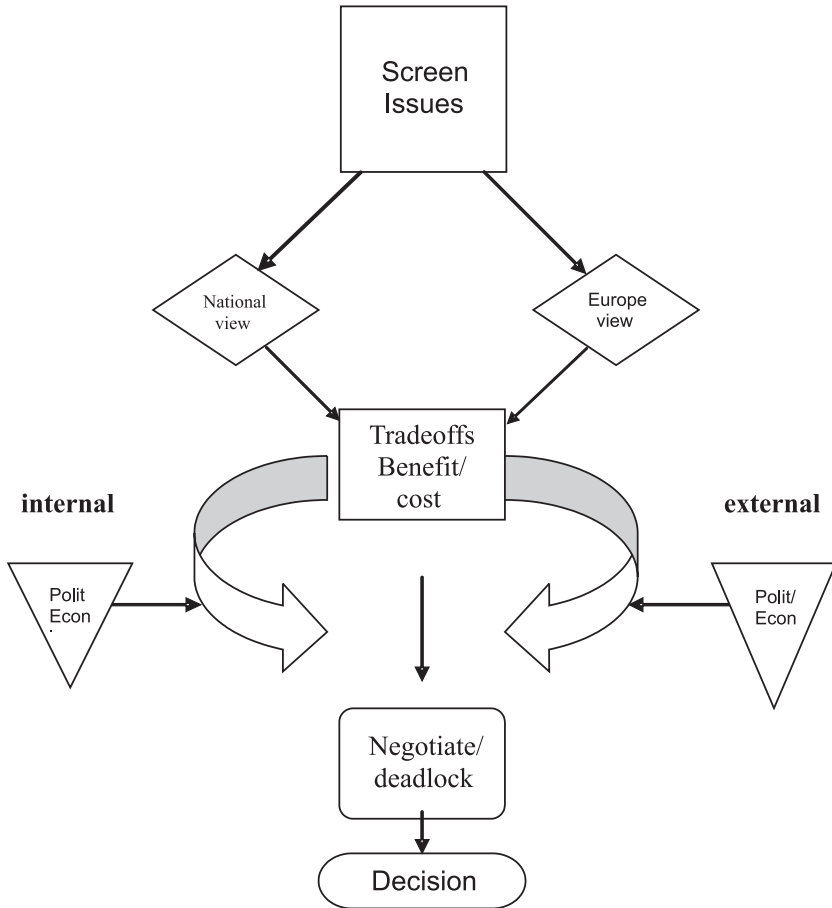 Screen
Issues
National
view
Europe
view
Tradeoffs
Benefit/
cost
internal
external
Polit
Econ
.
Polit/
Econ
Negotiate/
deadlock
Decision